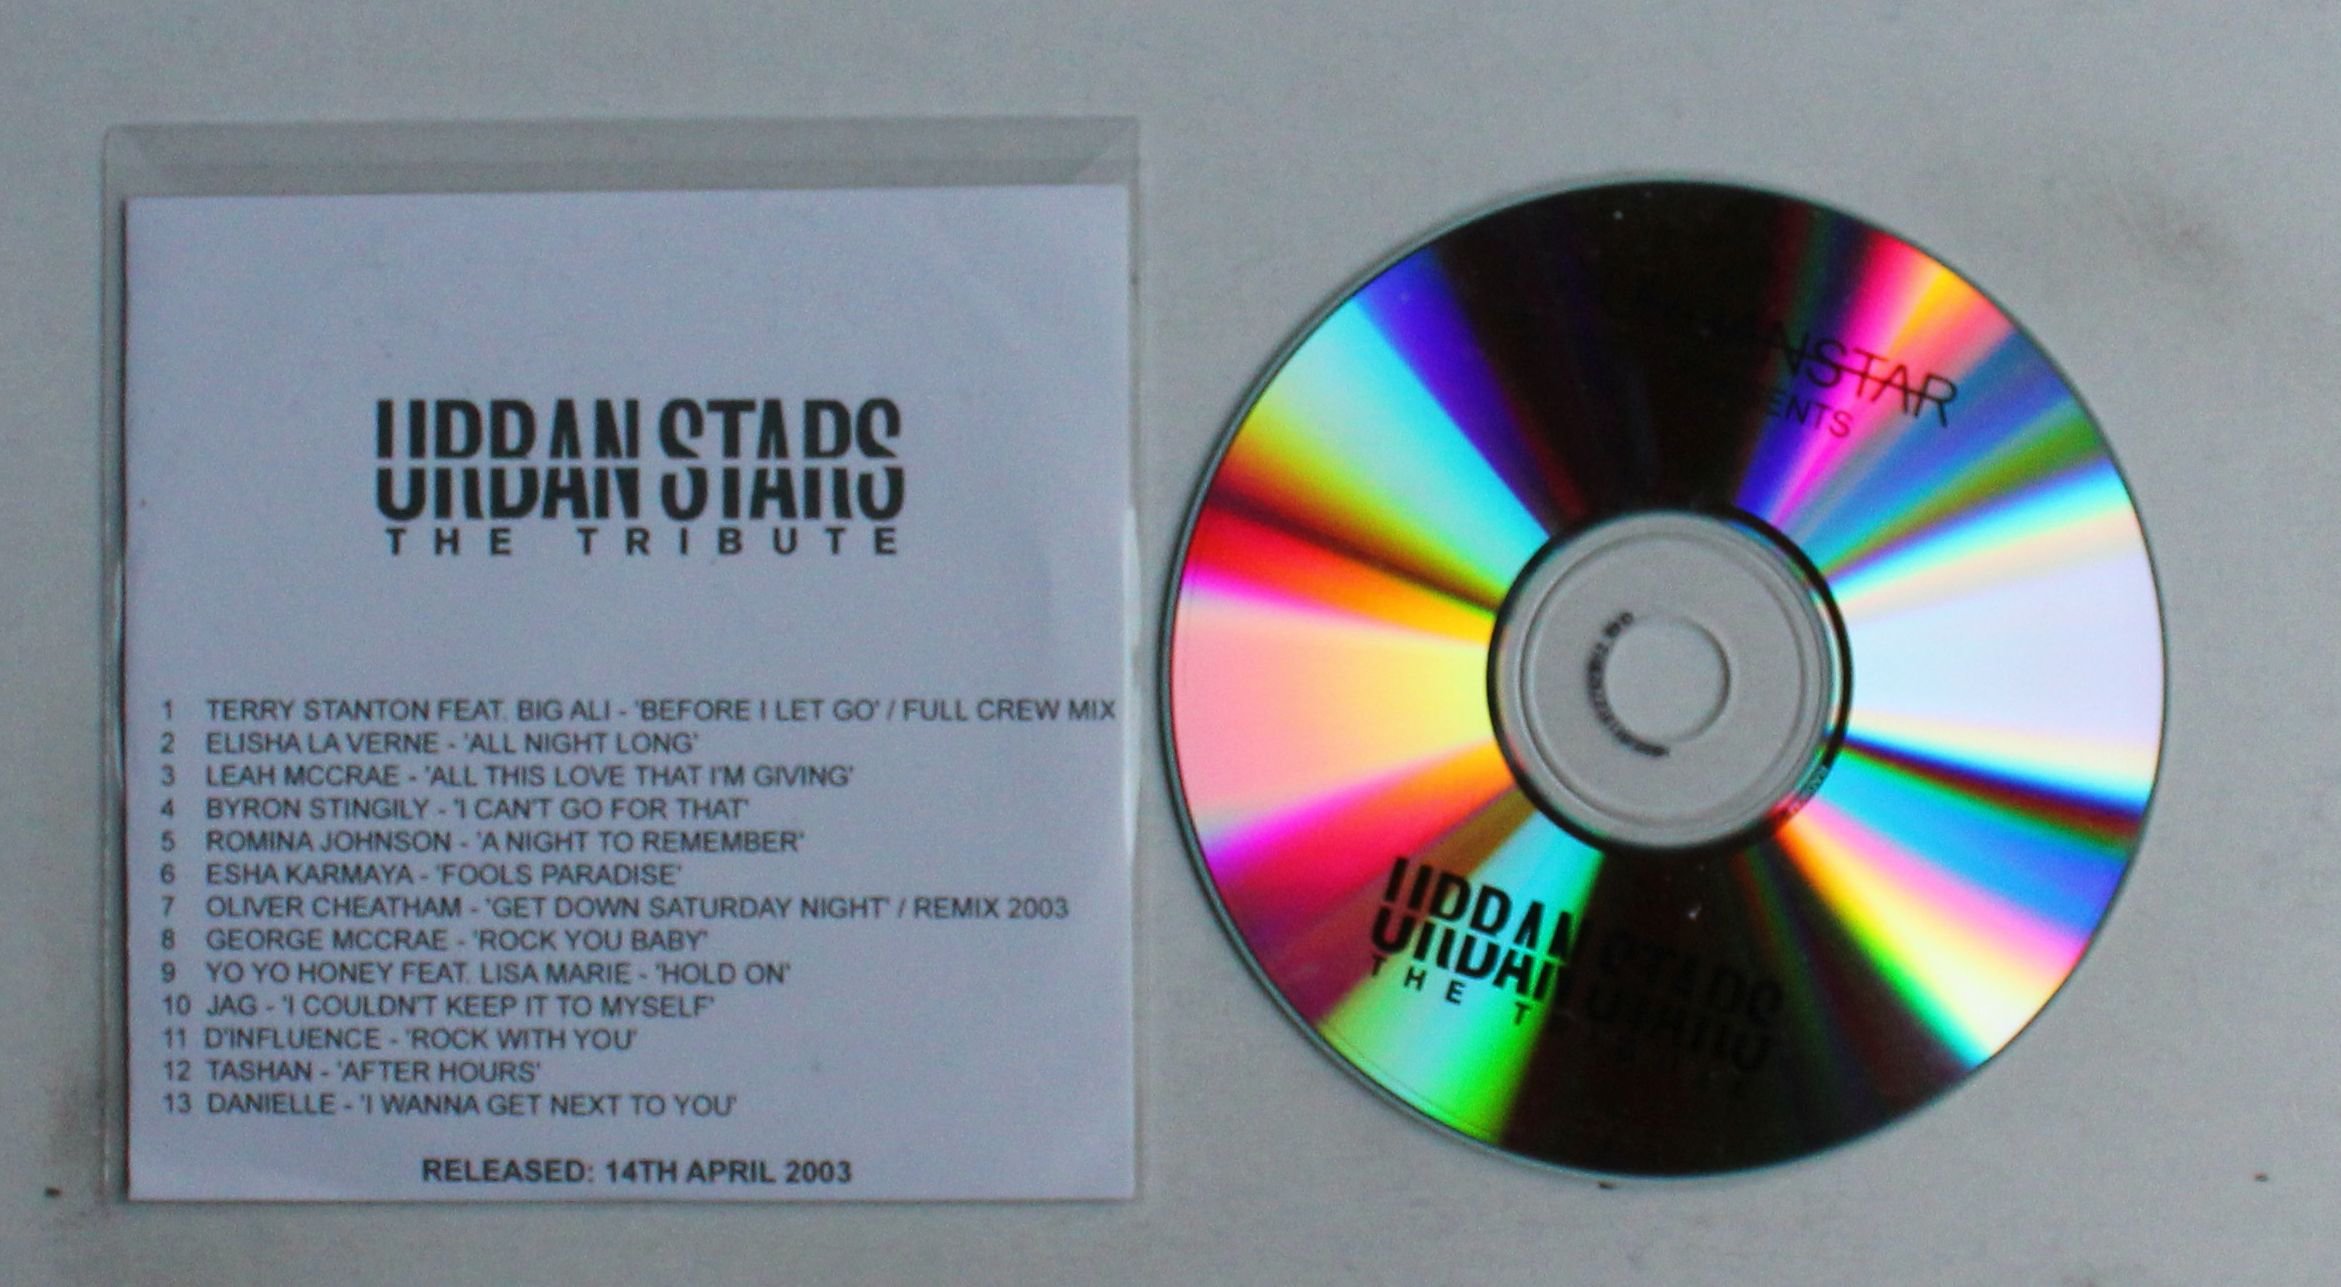 URBAN STARS
THE TRIBUTE
1 TERRY STANTON FEAT. BIG ALI - 'BEFORE I LET GO' / FULL CREW MIX
2 ELISHA LA VERNE - 'ALL NIGHT LONG'
3 LEAH MCCRAE - 'ALL THIS LOVE THAT I'M GIVING'
4 BYRON STINGILY - 'I CAN'T GO FOR THAT'
5 ROMINA JOHNSON - 'A NIGHT TO REMEMBER'
6 ESHA KARMAYA - 'FOOLS PARADISE'
7 OLIVER CHEATHAM - 'GET DOWN SATURDAY NIGHT' / REMIX 2003
8 GEORGE MCCRAE - 'ROCK YOU BABY'
9 YO YO HONEY FEAT. LISA MARIE - 'HOLD ON'
10 JAG - 'I COULDN'T KEEP IT TO MYSELF'
11 D'INFLUENCE - 'ROCK WITH YOU'
12 TASHAN - 'AFTER HOURS'
13 DANIELLE - 'I WANNA GET NEXT TO YOU'
RELEASED: 14TH APRIL 2003
URBAN STARS
THE